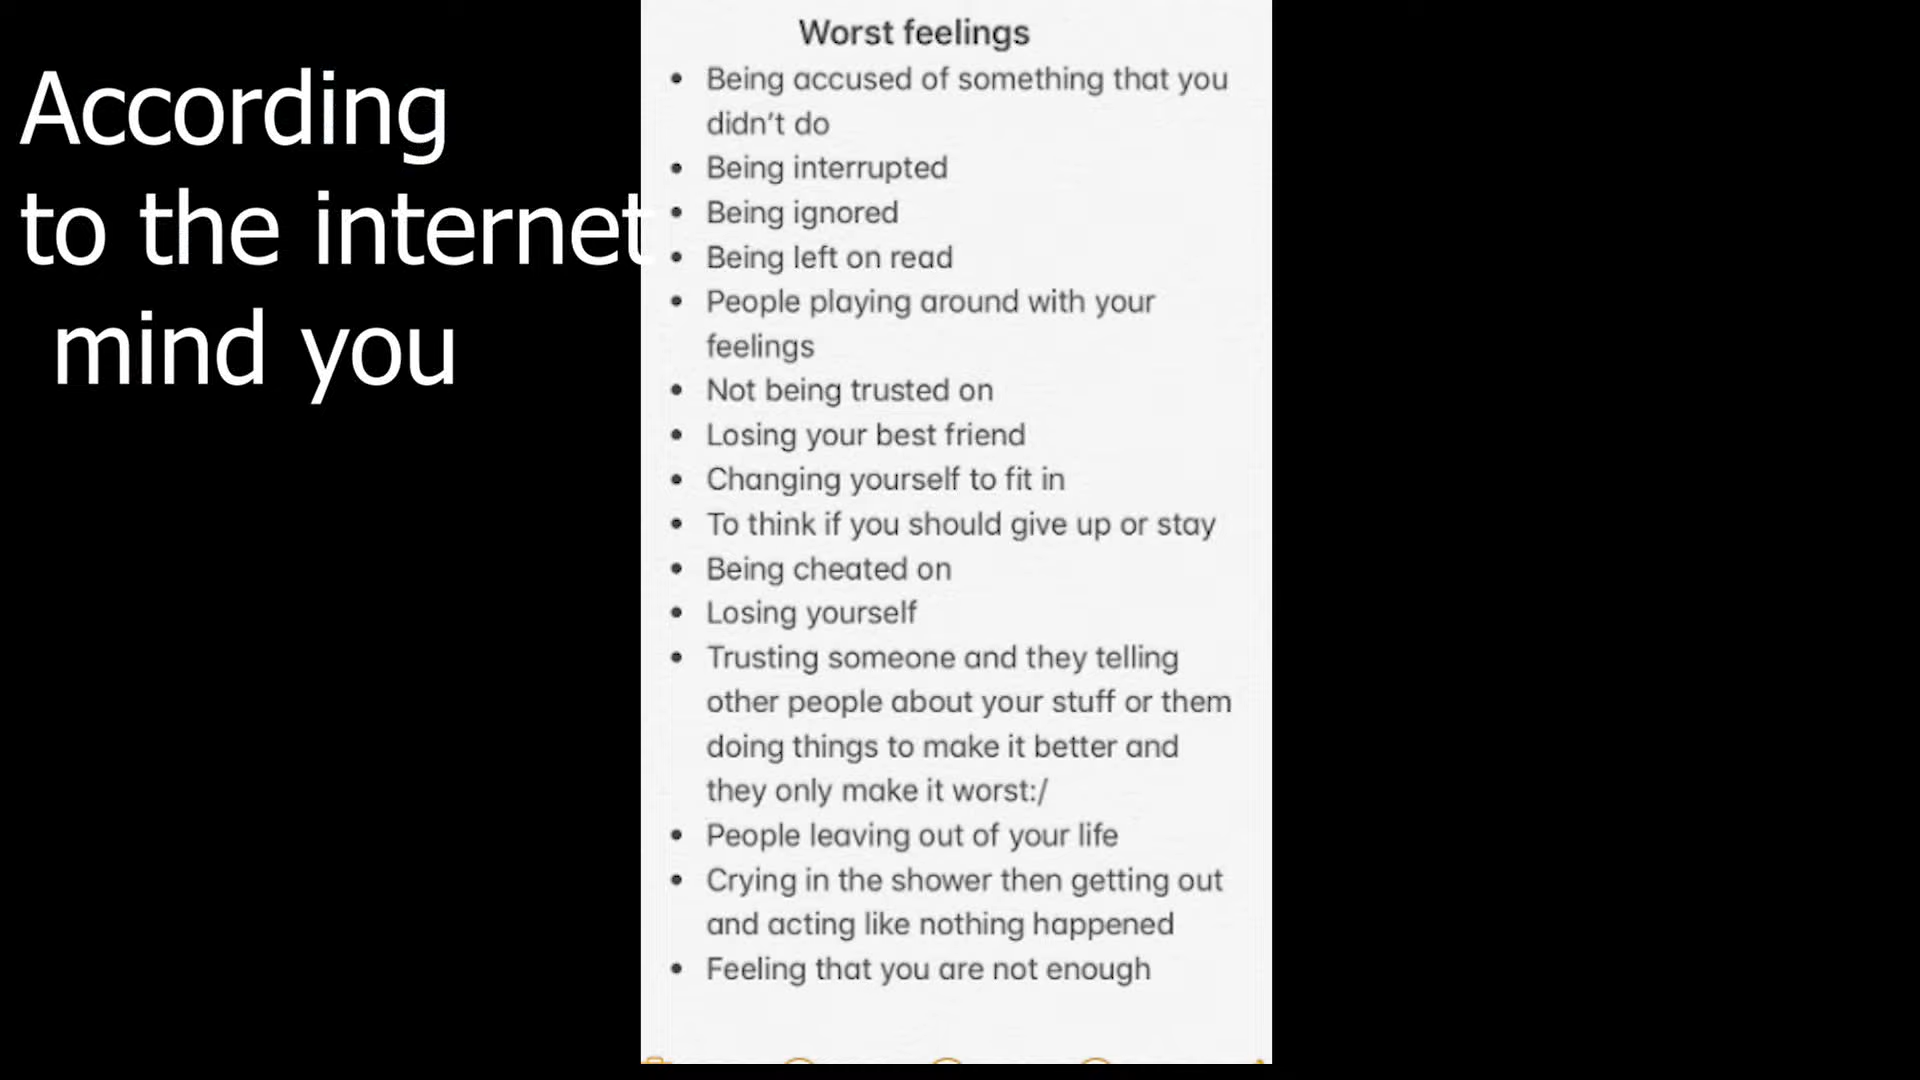 According
to the internet
mind you
Worst feelings
• Being accused of something that you
didn't do
• Being interrupted
• Being ignored
• Being left on read
• People playing around with your
feelings
• Not being trusted on
• Losing your best friend
• Changing yourself to fit in
• To think if you should give up or stay
• Being cheated on
• Losing yourself
• Trusting someone and they telling
other people about your stuff or them
doing things to make it better and
they only make it worst:/
• People leaving out of your life
• Crying in the shower then getting out
and acting like nothing happened
• Feeling that you are not enough